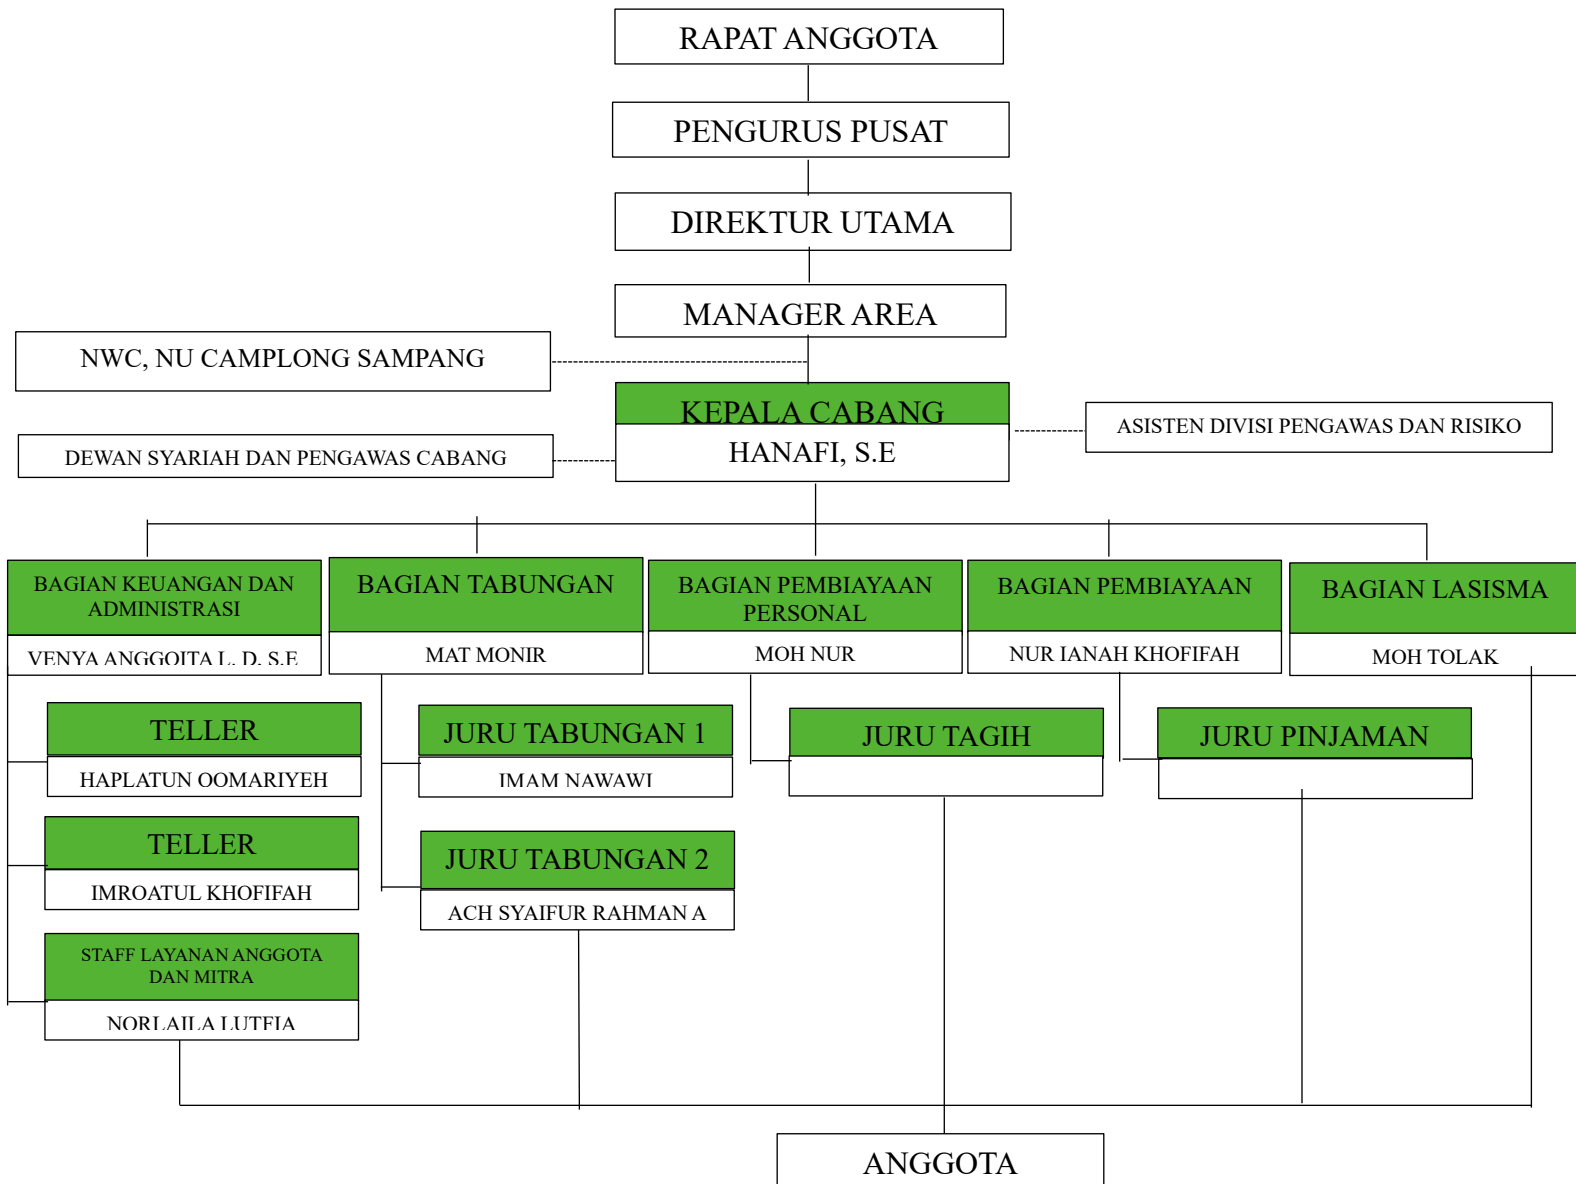 RAPAT ANGGOTA
PENGURUS PUSAT
DIREKTUR UTAMA
MANAGER AREA
NWC, NU CAMPLONG SAMPANG
KEPALA CABANG
HANAFI, S.E
ASISTEN DIVISI PENGAWAS DAN RISIKO
DEWAN SYARIAH DAN PENGAWAS CABANG
BAGIAN KEUANGAN DAN
ADMINISTRASI
VENYA ANGGOITA L. D. S.E
BAGIAN TABUNGAN
MAT MONIR
BAGIAN PEMBIAYAAN
PERSONAL
MOH NUR
BAGIAN PEMBIAYAAN
NUR IANAH KHOFIFAH
BAGIAN LASISMA
MOH TOLAK
TELLER
HAPLATUN OOMARIYEH
JURU TABUNGAN 1
IMAM NAWAWI
JURU TAGIH
JURU PINJAMAN
TELLER
IMROATUL KHOFIFAH
JURU TABUNGAN 2
ACH SYAIFUR RAHMAN A
STAFF LAYANAN ANGGOTA
DAN MITRA
NORLAILA LUTFIA
ANGGOTA